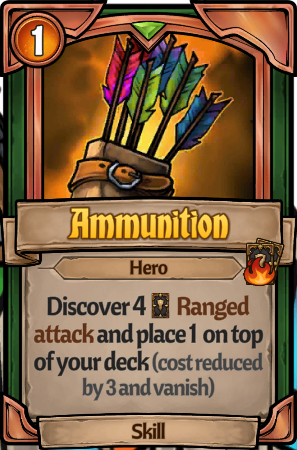 1
Ammunition
Hero
Discover 4 Ranged
attack and place 1 on top
of your deck (cost reduced
by 3 and vanish)
Skill